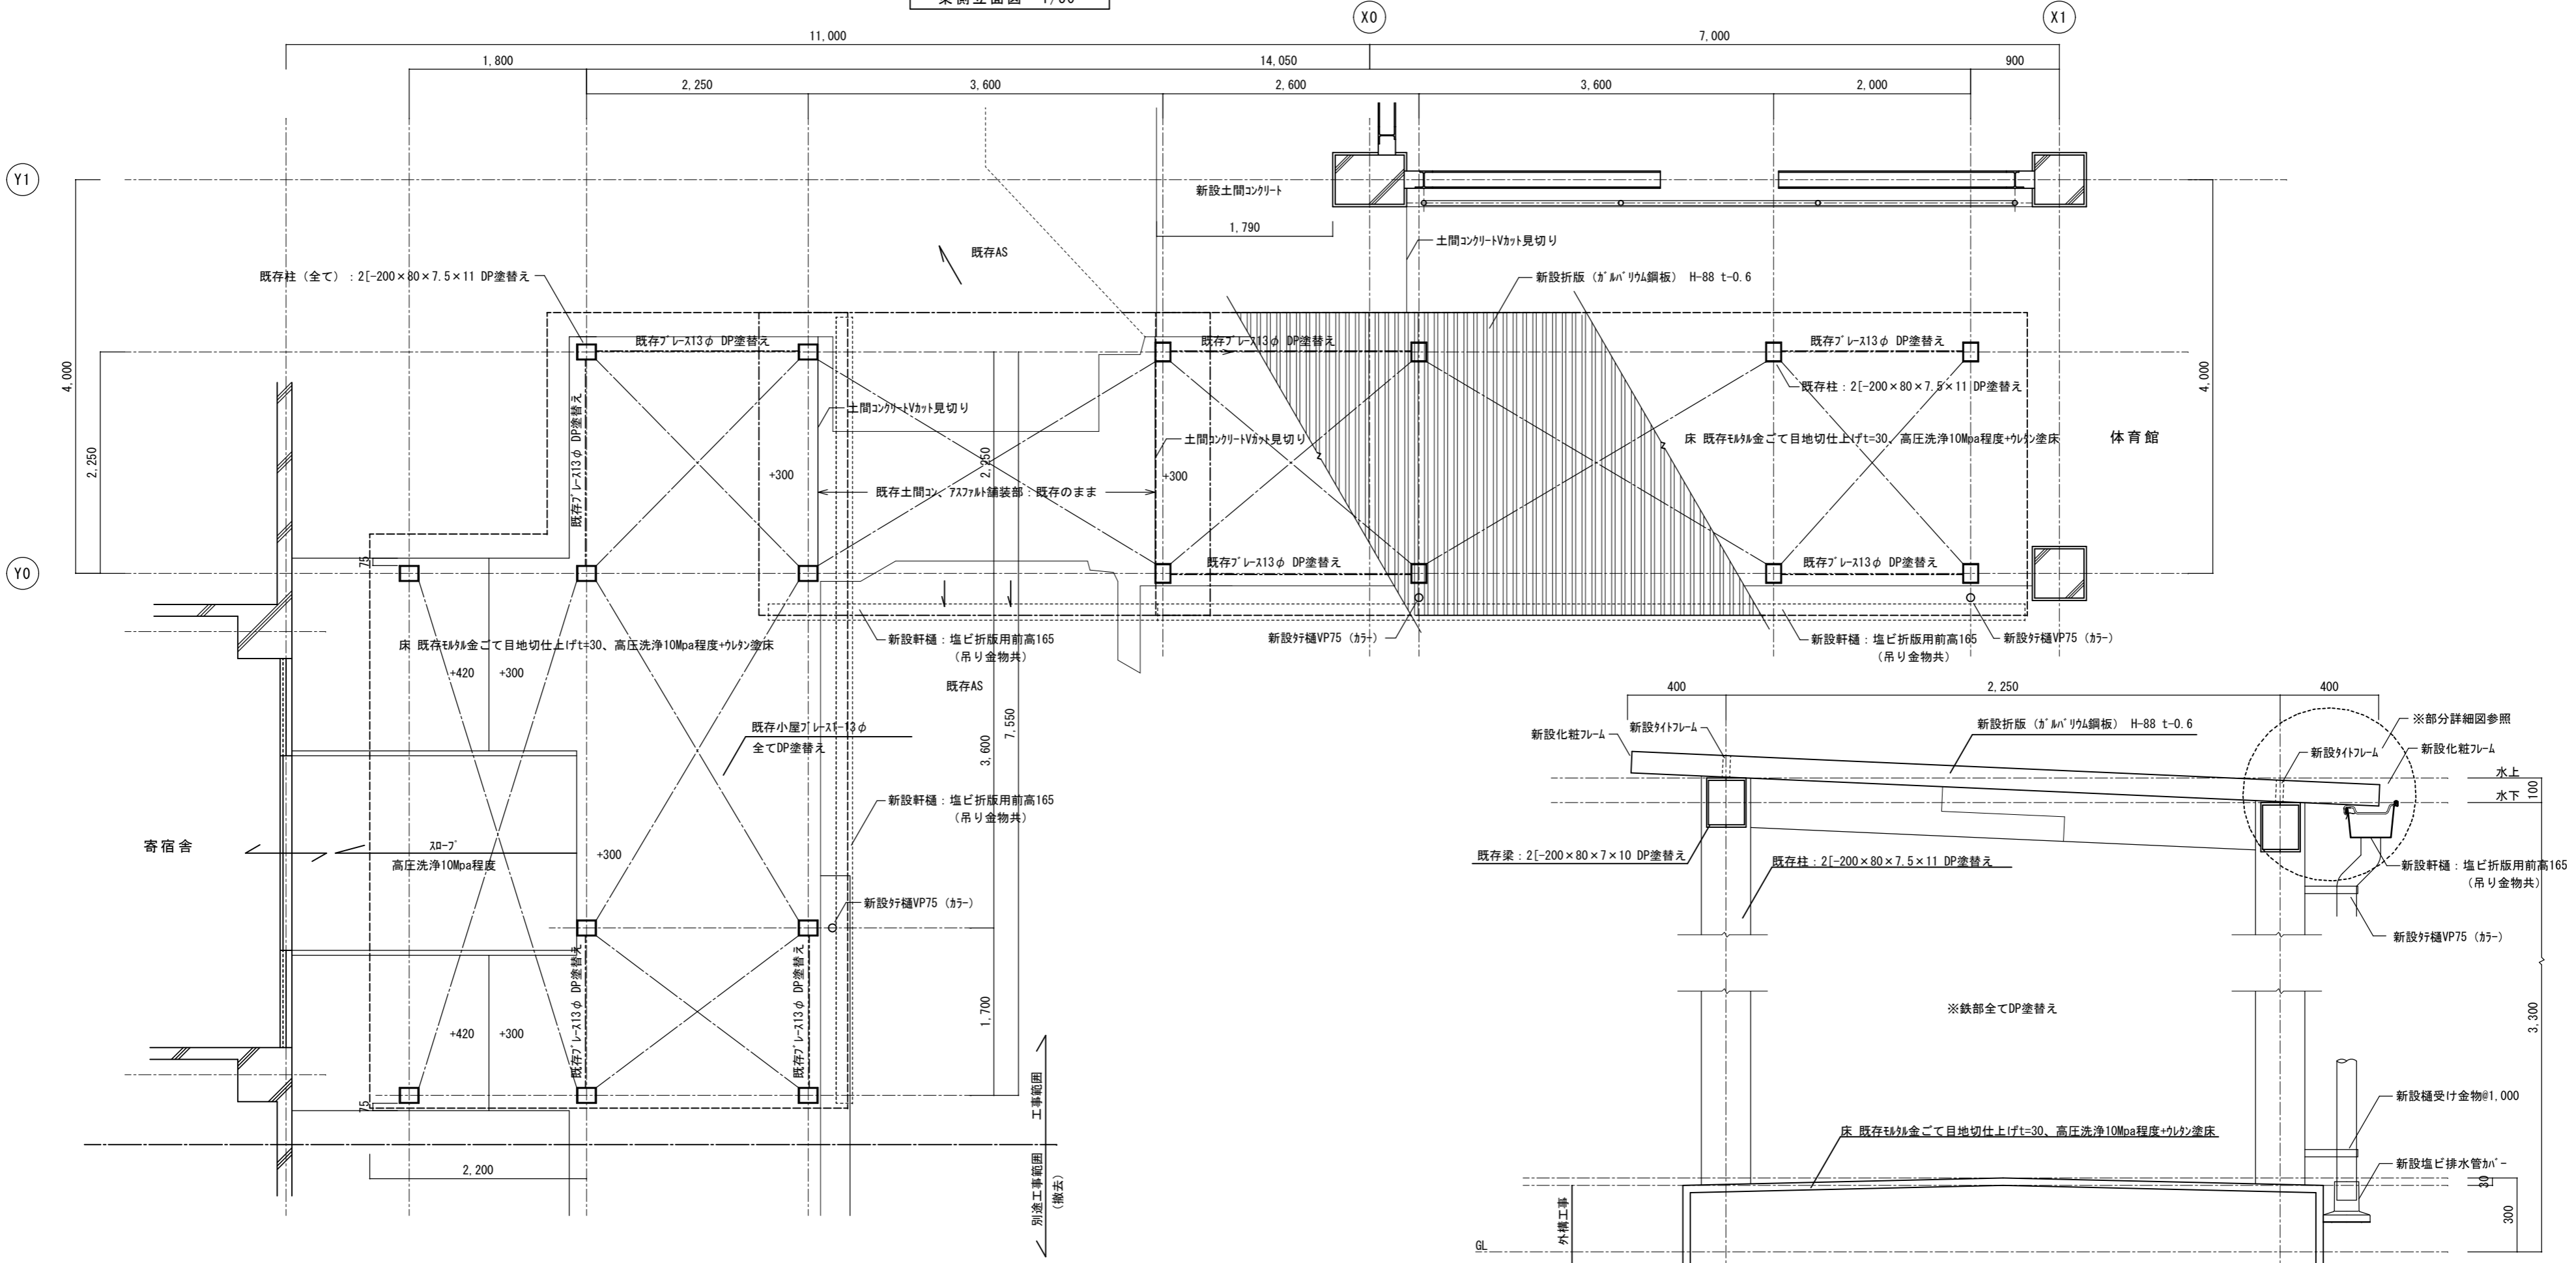 X0
X1
11,000
7,000
1,800
14,050
900
2,250
3,600
2,600
3,600
2,000
Y1
新設土間ｺﾝｸﾘｰﾄ
1,790
既存AS
土間ｺﾝｸﾘｰﾄVｶｯﾄ見切り
既存柱（全て）：2[-200×80×7.5×11 DP塗替え
新設折版（ｶﾞﾙﾊﾞﾘｳﾑ鋼板） H-88 t-0.6
4,000
2,250
既存ﾌﾞﾚｰｽ13φ DP塗替え
既存ﾌﾞﾚｰｽ13φ DP塗替え
既存ﾌﾞﾚｰｽ13φ DP塗替え
既存柱：2[-200×80×7.5×11 DP塗替え
4,000
既存ﾌﾞﾚｰｽ13φ DP塗替え
土間ｺﾝｸﾘｰﾄVｶｯﾄ見切り
土間ｺﾝｸﾘｰﾄVｶｯﾄ見切り
床 既存ﾓﾙﾀﾙ金ごて目地切仕上げt=30、高圧洗浄10Mpa程度+ｳﾚﾀﾝ塗床
体育館
+300
2,250
+300
既存土間ｺﾝ、ｱｽﾌｧﾙﾄ舗装部：既存のまま
Y0
75
既存ﾌﾞﾚｰｽ13φ DP塗替え
既存ﾌﾞﾚｰｽ13φ DP塗替え
床 既存ﾓﾙﾀﾙ金ごて目地切仕上げt=30、高圧洗浄10Mpa程度+ｳﾚﾀﾝ塗床
新設軒樋：塩ビ折版用前高165
（吊り金物共）
新設ﾀﾃ樋VP75（ｶﾗｰ）
新設軒樋：塩ビ折版用前高165
（吊り金物共）
新設ﾀﾃ樋VP75（ｶﾗｰ）
+420
+300
既存AS
7,550
既存小屋ﾌﾞﾚｰｽ1-13φ
全てDP塗替え
3,600
新設軒樋：塩ビ折版用前高165
（吊り金物共）
寄宿舎
ｽﾛｰﾌﾟ
高圧洗浄10Mpa程度
+300
新設ﾀﾃ樋VP75（ｶﾗｰ）
既存ﾌﾞﾚｰｽ13φ DP塗替え
既存ﾌﾞﾚｰｽ13φ DP塗替え
1,700
+420
+300
75
2,200
工事範囲
別途工事範囲
（撤去）
400
2,250
400
新設化粧ﾌﾚｰﾑ
新設ﾀｲﾄﾌﾚｰﾑ
新設折版（ｶﾞﾙﾊﾞﾘｳﾑ鋼板） H-88 t-0.6
※部分詳細図参照
新設ﾀｲﾄﾌﾚｰﾑ
新設化粧ﾌﾚｰﾑ
水上
水下
100
既存梁：2[-200×80×7×10 DP塗替え
既存柱：2[-200×80×7.5×11 DP塗替え
新設軒樋：塩ビ折版用前高165
（吊り金物共）
新設ﾀﾃ樋VP75（ｶﾗｰ）
※鉄部全てDP塗替え
3,300
新設樋受け金物@1,000
床 既存ﾓﾙﾀﾙ金ごて目地切仕上げt=30、高圧洗浄10Mpa程度+ｳﾚﾀﾝ塗床
新設塩ビ排水管ｶﾊﾞｰ
30
300
外構工事
GL